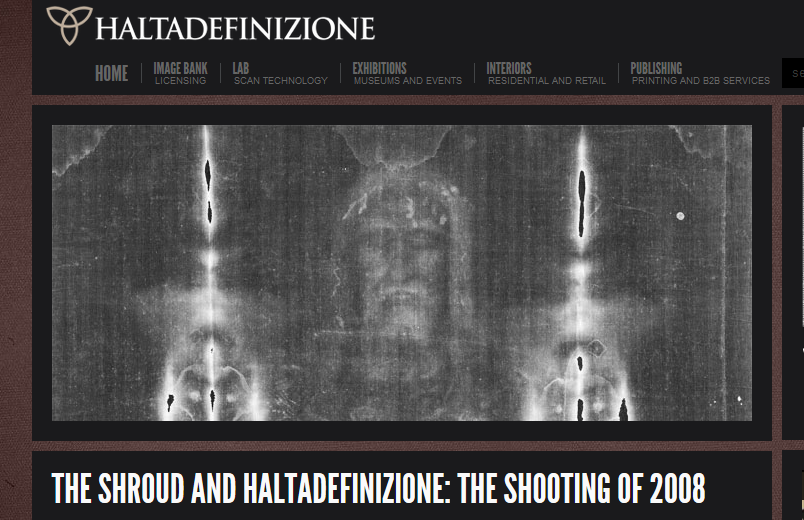 HALTADEFINIZIONE
HOME
IMAGE BANK
LICENSING
LAB
SCAN TECHNOLOGY
EXHIBITIONS
MUSEUMS AND EVENTS
INTERIORS
RESIDENTIAL AND RETAIL
PUBLISHING
PRINTING AND B2B SERVICES
THE SHROUD AND HALTADEFINIZIONE: THE SHOOTING OF 2008